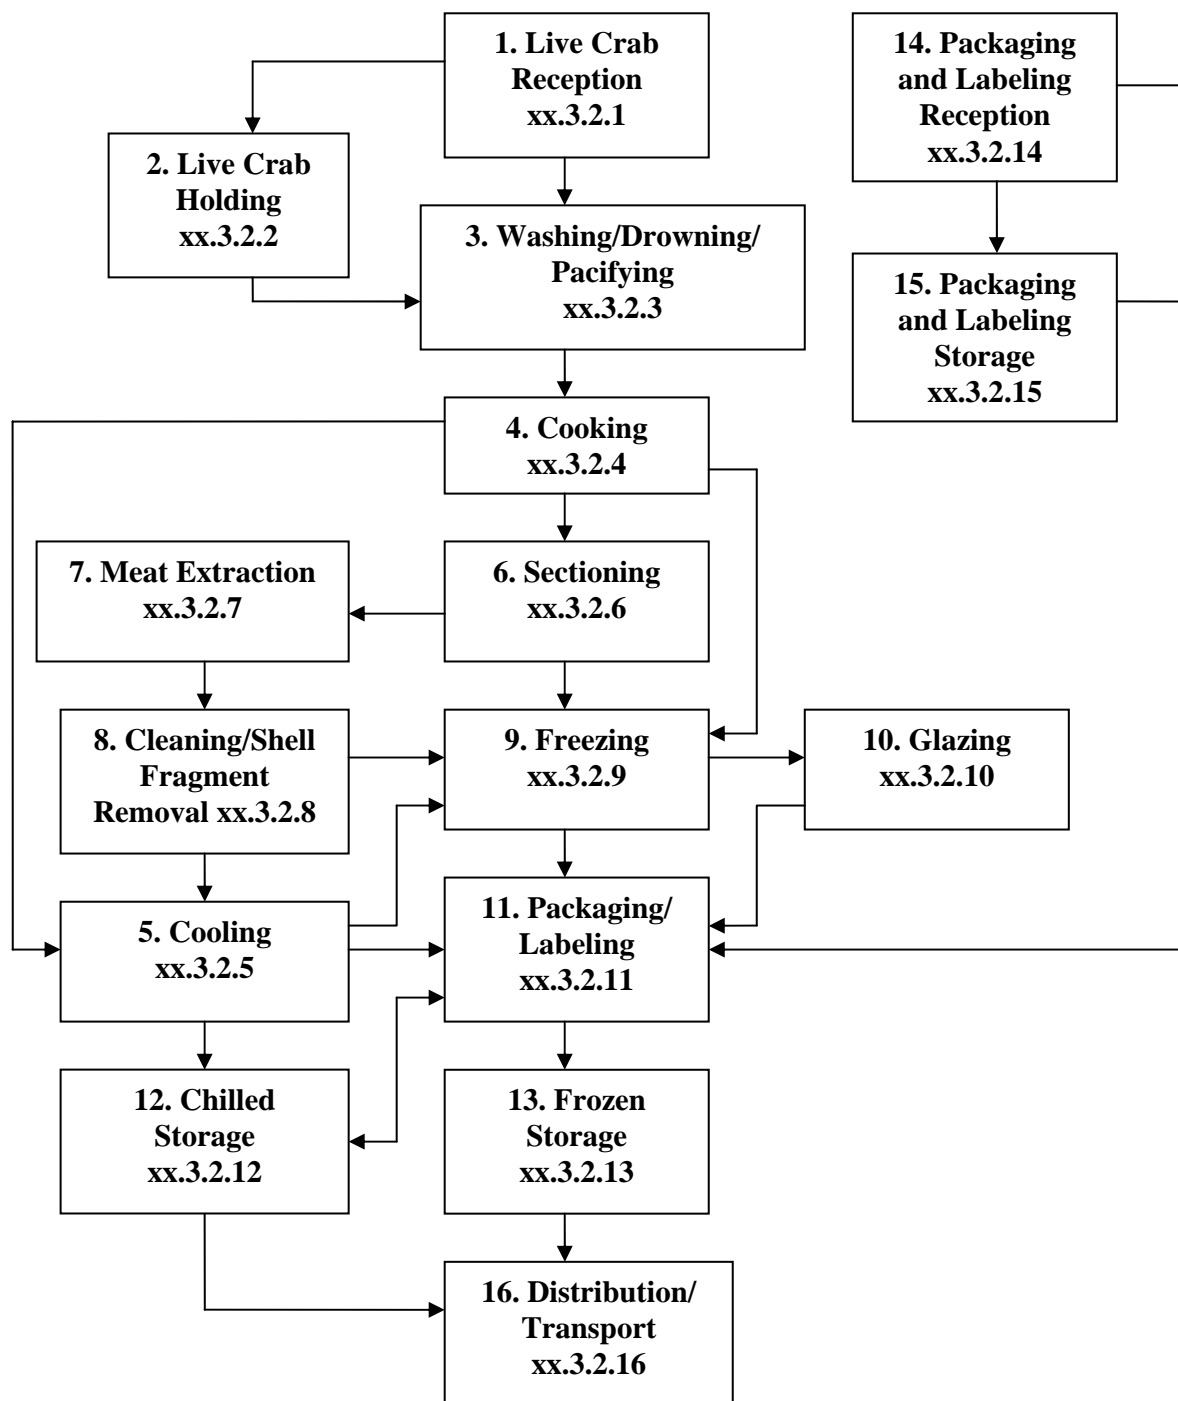 1. Live Crab
Reception
xx.3.2.1
14. Packaging
and Labeling
Reception
xx.3.2.14
2. Live Crab
Holding
xx.3.2.2
3. Washing/Drowning/
Pacifying
xx.3.2.3
15. Packaging
and Labeling
Storage
xx.3.2.15
4. Cooking
xx.3.2.4
7. Meat Extraction
xx.3.2.7
6. Sectioning
xx.3.2.6
8. Cleaning/Shell
Fragment
Removal xx.3.2.8
9. Freezing
xx.3.2.9
10. Glazing
xx.3.2.10
5. Cooling
xx.3.2.5
11. Packaging/
Labeling
xx.3.2.11
12. Chilled
Storage
xx.3.2.12
13. Frozen
Storage
xx.3.2.13
16. Distribution/
Transport
xx.3.2.16